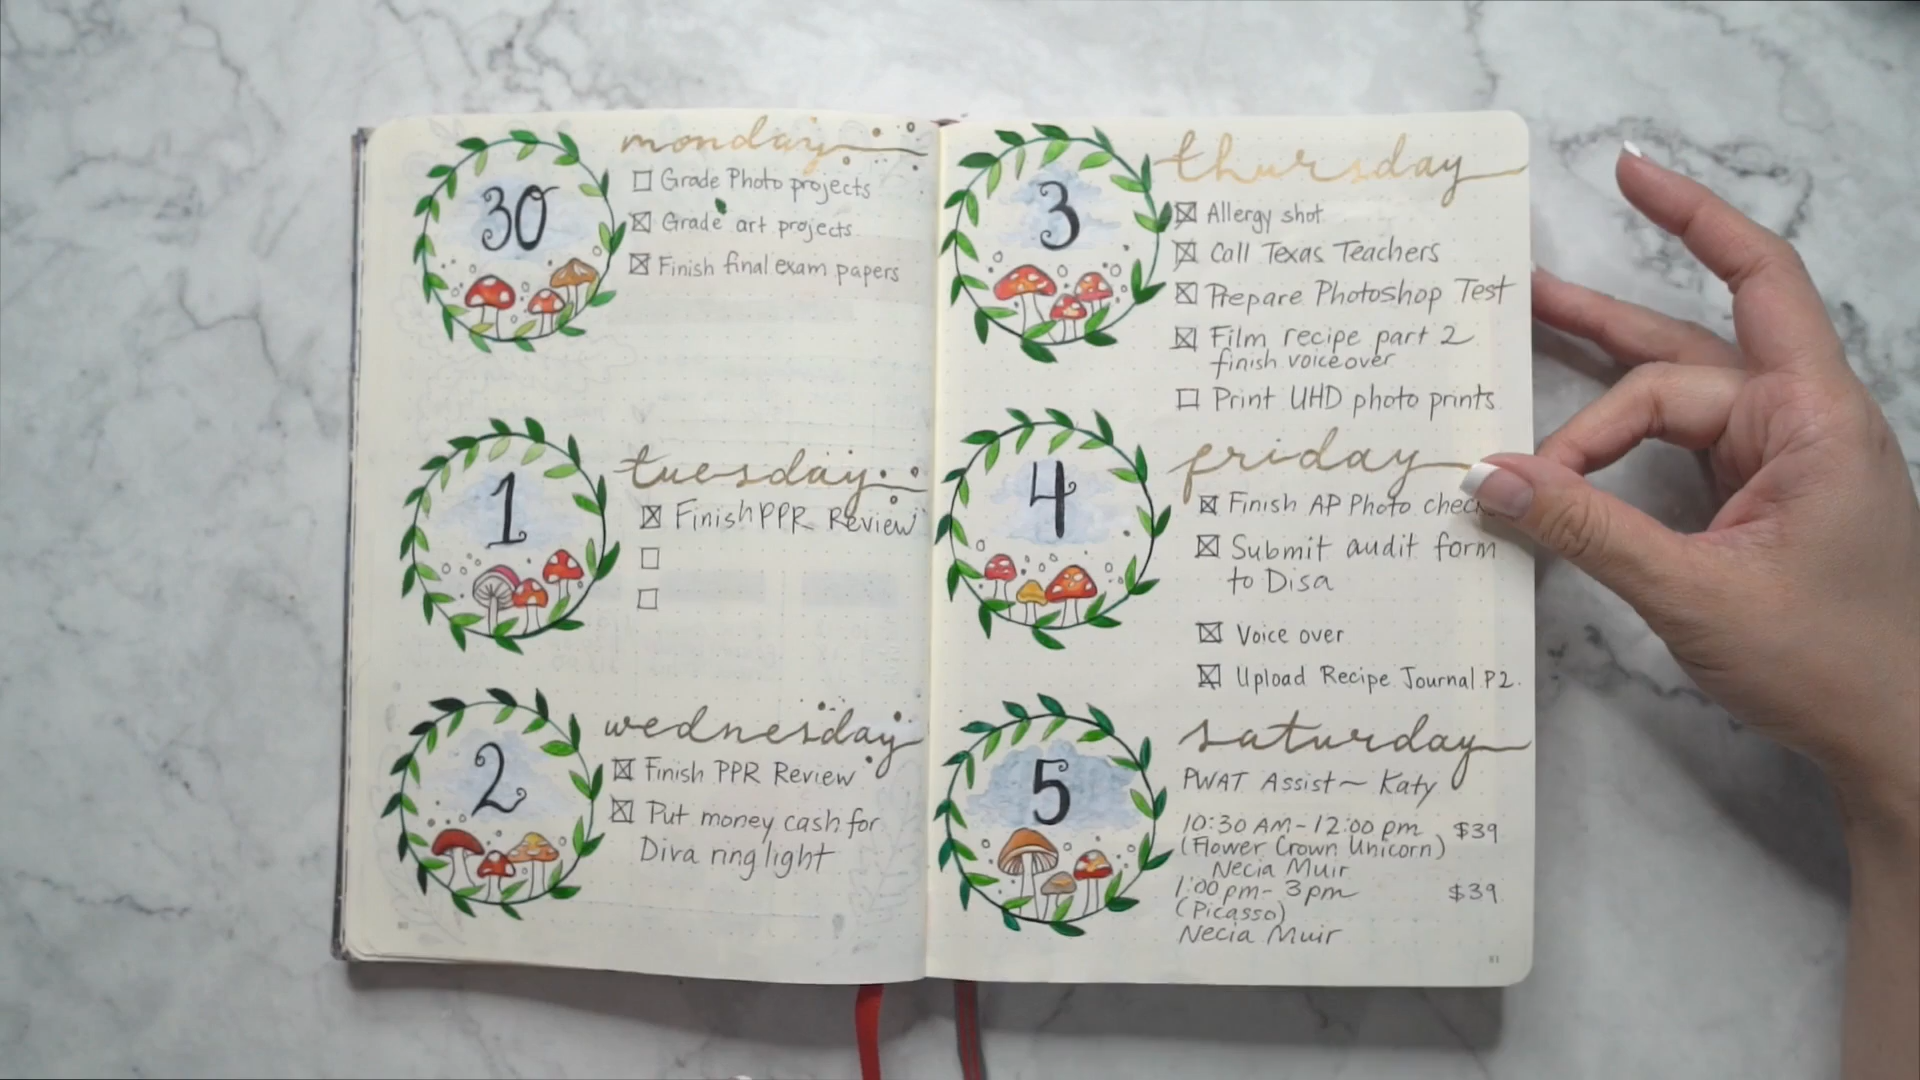 30
monday
Grade Photo projects
Grade art projects
Finish final exam papers
1
tuesday
Finish PPR Review
2
wednesday
Finish PPR Review
Put money cash for
Diva ring light
3
thursday
Allergy shot
Call Texas Teachers
Prepare Photoshop Test
Film recipe part 2
finish voiceover
Print UHD photo prints
4
friday
Finish AP Photo check
Submit audit form
to Disa
Voice over
Upload Recipe Journal P2.
5
saturday
PWAT Assist ~ Katy
10:30 AM - 12:00 pm $39
(Flower Crown Unicorn)
Necia Muir
1:00 pm - 3 pm $39
(Picasso)
Necia Muir
81